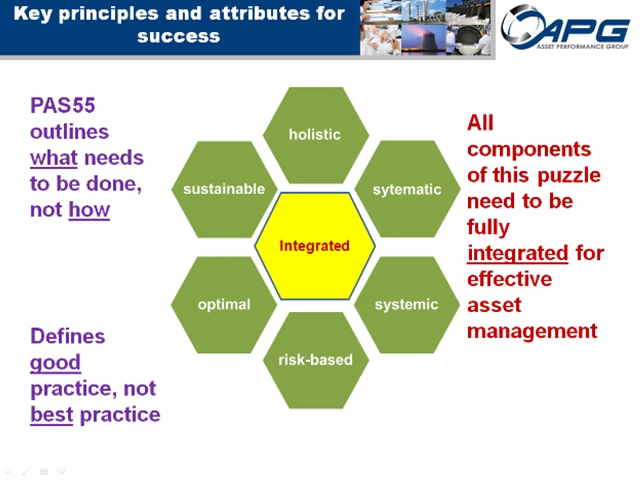 Key principles and attributes for
success
APG
ASSET PERFORMANCE GROUP
PAS55
outlines
what needs
to be done,
not how
Defines
good
practice, not
best practice
holistic
sustainable
sytematic
Integrated
optimal
systemic
risk-based
All
components
of this puzzle
need to be
fully
integrated for
effective
asset
management